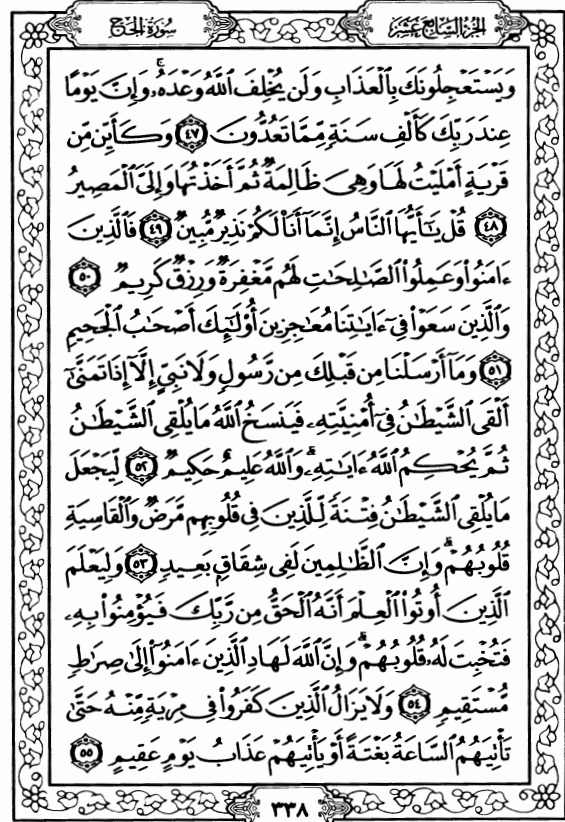 الجزء السابع عشر
سورة الحج
وَيَسْتَعْجِلُونَكَ بِٱلْعَذَابِ وَلَن يُخْلِفَ ٱللَّهُ وَعْدَهُۥۚ وَإِنَّ يَوْمًا
عِندَ رَبِّكَ كَأَلْفِ سَنَةٍ مِّمَّا تَعُدُّونَ ٤٧ وَكَأَيِّن مِّن
قَرْيَةٍ أَمْلَيْتُ لَهَا وَهِىَ ظَالِمَةٌ ثُمَّ أَخَذْتُهَا وَإِلَىَّ ٱلْمَصِيرُ
٤٨ قُلْ يَٰٓأَيُّهَا ٱلنَّاسُ إِنَّمَآ أَنَا۠ لَكُمْ نَذِيرٌ مُّبِينٌ ٤٩ فَٱلَّذِينَ
ءَامَنُوا۟ وَعَمِلُوا۟ ٱلصَّٰلِحَٰتِ لَهُم مَّغْفِرَةٌ وَرِزْقٌ كَرِيمٌ ٥٠
وَٱلَّذِينَ سَعَوْا۟ فِىٓ ءَايَٰتِنَا مُعَٰجِزِينَ أُو۟لَٰٓئِكَ أَصْحَٰبُ ٱلْجَحِيمِ
٥١ وَمَآ أَرْسَلْنَا مِن قَبْلِكَ مِن رَّسُولٍ وَلَا نَبِىٍّ إِلَّآ إِذَا تَمَنَّىٰٓ
أَلْقَى ٱلشَّيْطَٰنُ فِىٓ أُمْنِيَّتِهِۦ فَيَنسَخُ ٱللَّهُ مَا يُلْقِى ٱلشَّيْطَٰنُ
ثُمَّ يُحْكِمُ ٱللَّهُ ءَايَٰتِهِۦۗ وَٱللَّهُ عَلِيمٌ حَكِيمٌ ٥٢ لِّيَجْعَلَ
مَا يُلْقِى ٱلشَّيْطَٰنُ فِتْنَةً لِّلَّذِينَ فِى قُلُوبِهِم مَّرَضٌ وَٱلْقَاسِيَةِ
قُلُوبُهُمْۗ وَإِنَّ ٱلظَّٰلِمِينَ لَفِى شِقَاقٍۭ بَعِيدٍ ٥٣ وَلِيَعْلَمَ
ٱلَّذِينَ أُوتُوا۟ ٱلْعِلْمَ أَنَّهُ ٱلْحَقُّ مِن رَّبِّكَ فَيُؤْمِنُوا۟ بِهِۦ
فَتُخْبِتَ لَهُۥ قُلُوبُهُمْۗ وَإِنَّ ٱللَّهَ لَهَادِ ٱلَّذِينَ ءَامَنُوٓا۟ إِلَىٰ صِرَٰطٍ
مُّسْتَقِيمٍ ٥٤ وَلَا يَزَالُ ٱلَّذِينَ كَفَرُوا۟ فِى مِرْيَةٍ مِّنْهُ حَتَّىٰ
تَأْتِيَهُمُ ٱلسَّاعَةُ بَغْتَةً أَوْ يَأْتِيَهُمْ عَذَابُ يَوْمٍ عَقِيمٍ ٥٥
٣٣٨